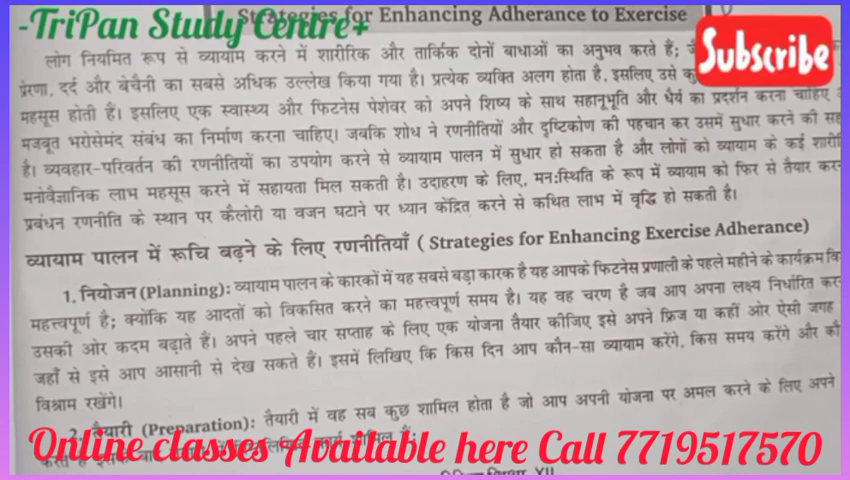 -TriPan Study Centre+
Strategies for Enhancing Adherance to Exercise
Subscribe
लोग नियमित रूप से व्यायाम करने में शारीरिक और तार्किक दोनों बाधाओं का अनुभव करते हैं;
प्रेरणा, दर्द और बेचैनी का सबसे अधिक उल्लेख किया गया है। प्रत्येक व्यक्ति अलग होता है, इसलिए उसे
महसूस होती हैं। इसलिए एक स्वास्थ्य और फिटनेस पेशेवर को अपने शिष्य के साथ सहानुभूति और धैर्य का प्रदर्शन करना चाहिए
मजबूत भरोसेमंद संबंध का निर्माण करना चाहिए। जबकि शोध ने रणनीतियों और दृष्टिकोण की पहचान कर उसमें सुधार करने की
है। व्यवहार-परिवर्तन की रणनीतियों का उपयोग करने से व्यायाम पालन में सुधार हो सकता है और लोगों को व्यायाम के कई
मनोवैज्ञानिक लाभ महसूस करने में सहायता मिल सकती है। उदाहरण के लिए, मनःस्थिति के रूप में व्यायाम को फिर से तैयार
प्रबंधन रणनीति के स्थान पर कैलोरी या वजन घटाने पर ध्यान केंद्रित करने से कथित लाभ में वृद्धि हो सकती है।
व्यायाम पालन में रूचि बढ़ने के लिए रणनीतियाँ ( Strategies for Enhancing Exercise Adherance)
1. नियोजन (Planning): व्यायाम पालन के कारकों में यह सबसे बड़ा कारक है यह आपके फिटनेस प्रणाली के पहले महीने के कार्यक्रम
महत्त्वपूर्ण है; क्योंकि यह आदतों को विकसित करने का महत्त्वपूर्ण समय है। यह वह चरण है जब आप अपना लक्ष्य निर्धारित
उसकी ओर कदम बढ़ाते हैं। अपने पहले चार सप्ताह के लिए एक योजना तैयार कीजिए इसे अपने फ्रिज या कहीं ओर ऐसी जगह
जहाँ से इसे आप आसानी से देख सकते हैं। इसमें लिखिए कि किस दिन आप कौन-सा व्यायाम करेंगे, किस समय करेंगे और
विश्राम रखेंगे।
2. तैयारी (Preparation): तैयारी में वह सब कुछ शामिल होता है जो आप अपनी योजना पर अमल करने के लिए अपने
Online classes Available here Call 7719517570
XII